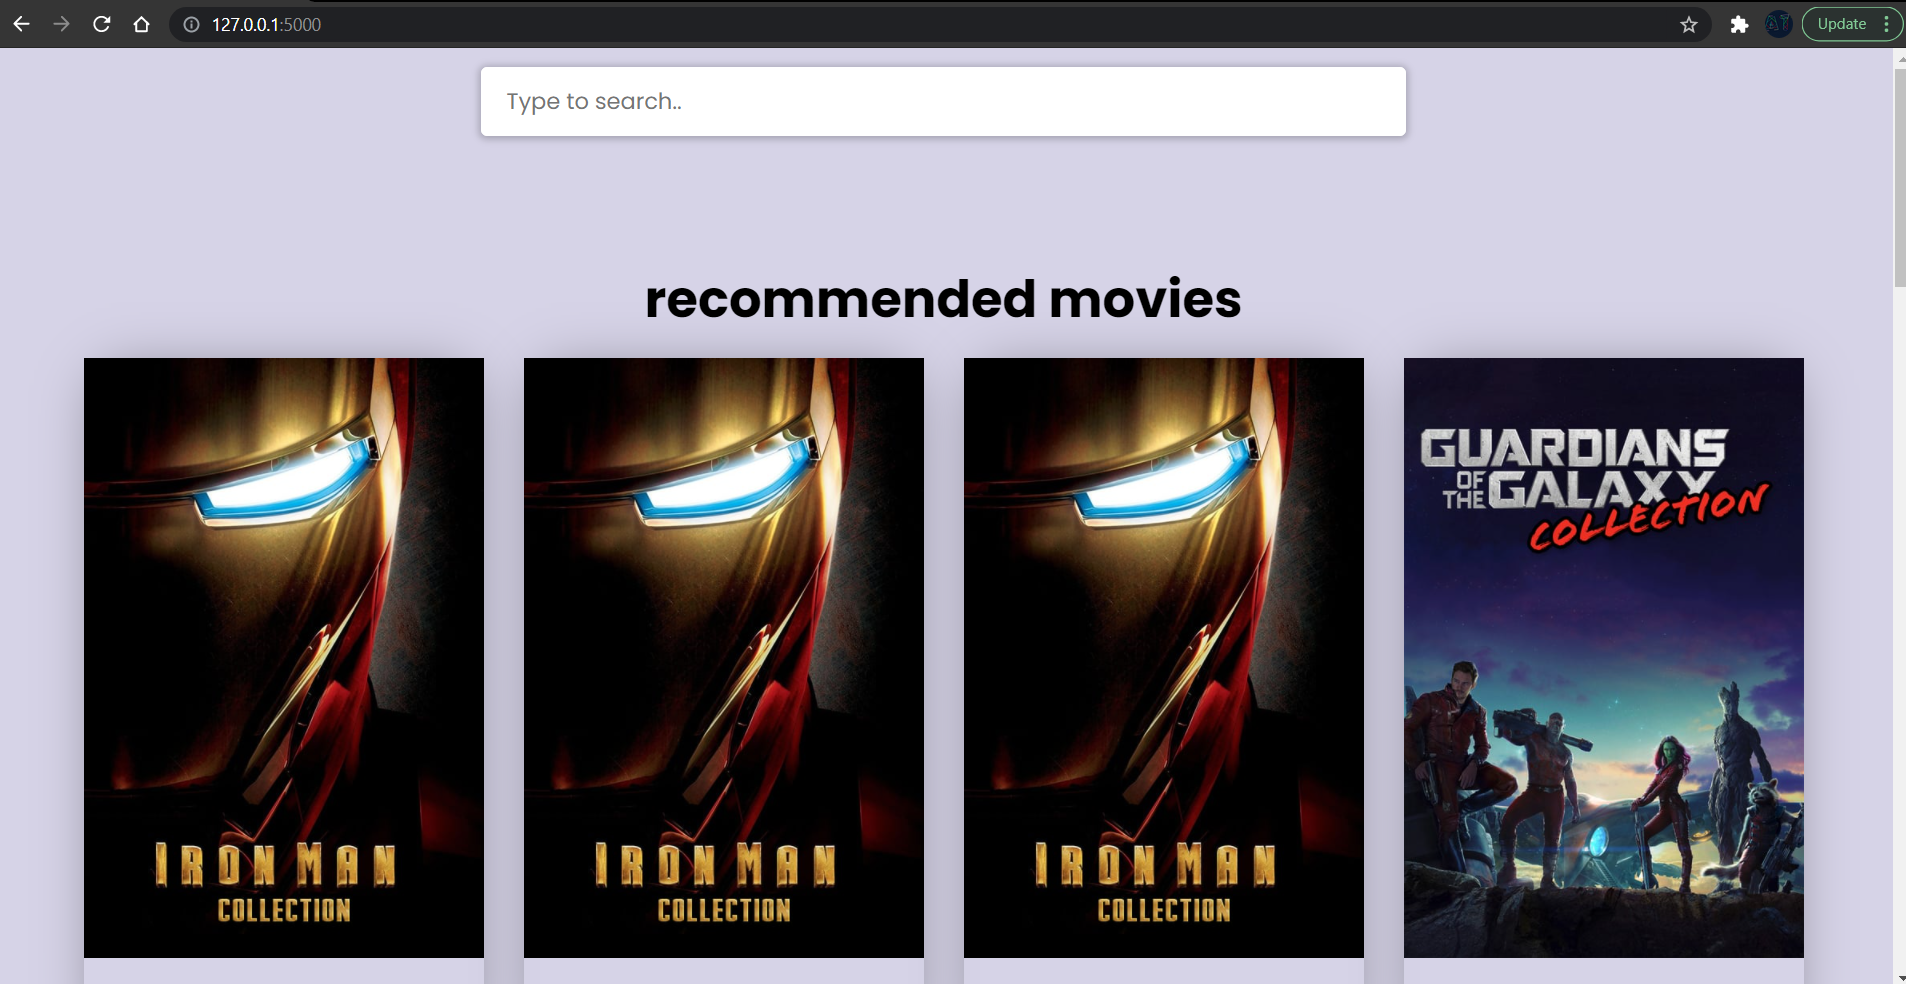 127.0.0.1:5000
Update
Type to search..
recommended movies
IRON MAN
COLLECTION
IRON MAN
COLLECTION
IRON MAN
COLLECTION
GUARDIANS
OF
THE GALAXY
COLLECTION